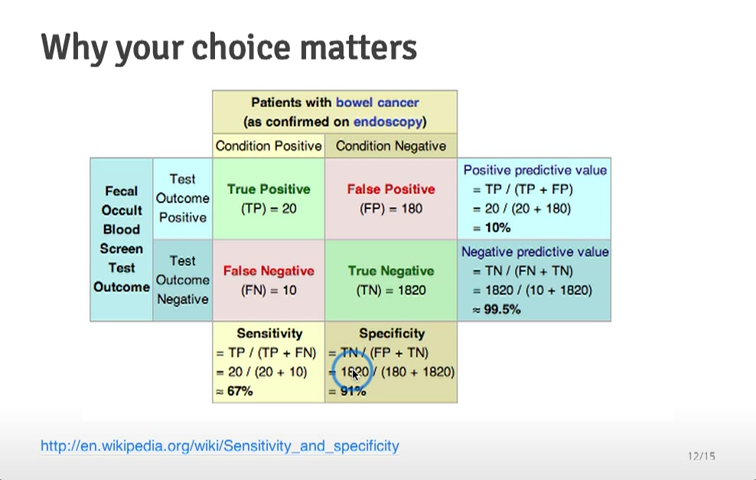 Why your choice matters
Patients with bowel cancer
(as confirmed on endoscopy)
Condition Positive
Condition Negative
Fecal
Occult
Blood
Screen
Test
Outcome
Test
Outcome
Positive
True Positive
(TP) = 20
False Positive
(FP) = 180
Positive predictive value
= TP / (TP + FP)
= 20 / (20 + 180)
= 10%
Test
Outcome
Negative
False Negative
(FN) = 10
True Negative
(TN) = 1820
Negative predictive value
= TN / (FN + TN)
= 1820 / (10 + 1820)
≈ 99.5%
Sensitivity
= TP / (TP + FN)
= 20 / (20 + 10)
≈ 67%
Specificity
= TN / (FP + TN)
= 1820 / (180 + 1820)
= 91%
http://en.wikipedia.org/wiki/Sensitivity_and_specificity
12/15